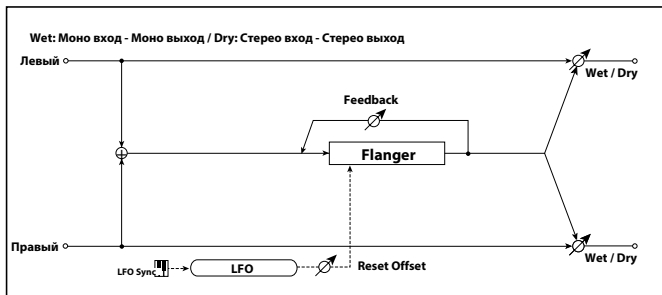 Wet: Моно вход - Моно выход / Dry: Стерео вход - Стерео выход
Левый
Wet / Dry
Feedback
Flanger
Правый
Wet / Dry
LFO Sync
LFO
Reset Offset